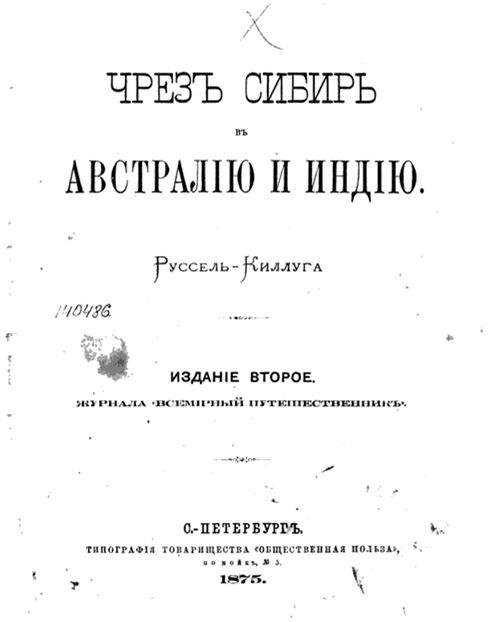 ЧРЕЗЪ СИБИРЬ
ВЪ
АВСТРАЛІЮ И ИНДІЮ.
РУССЕЛЬ-КИЛЛУГА
140486.
ИЗДАНІЕ ВТОРОЕ.
ЖУРНАЛА «ВСЕМІРНЫЙ ПУТЕШЕСТВЕННИКЪ».
С.-ПЕТЕРБУРГЪ.
ТИПОГРАФІЯ ТОВАРИЩЕСТВА «ОБЩЕСТВЕННАЯ ПОЛЬЗА»,
ПО МОЙКѢ, № 5.
1875.